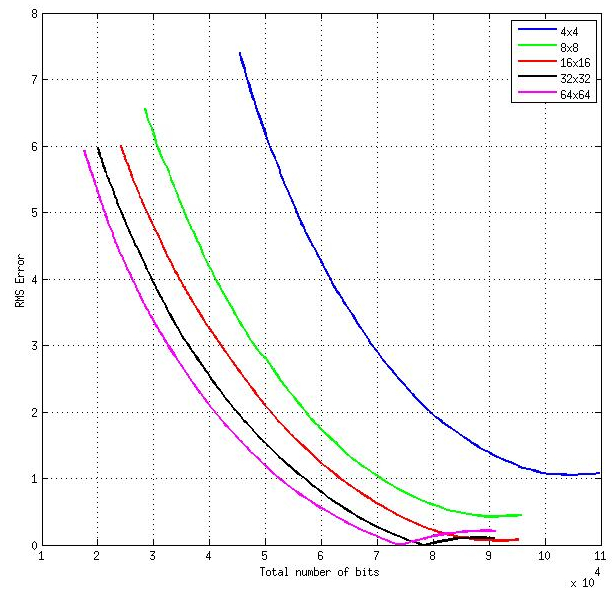 8
7
6
5
4
3
2
1
0
RMS Error
4x4
8x8
16x16
32x32
64x64
1 2 3 4 5 6 7 8 9 10 11
Total number of bits
x 10 4